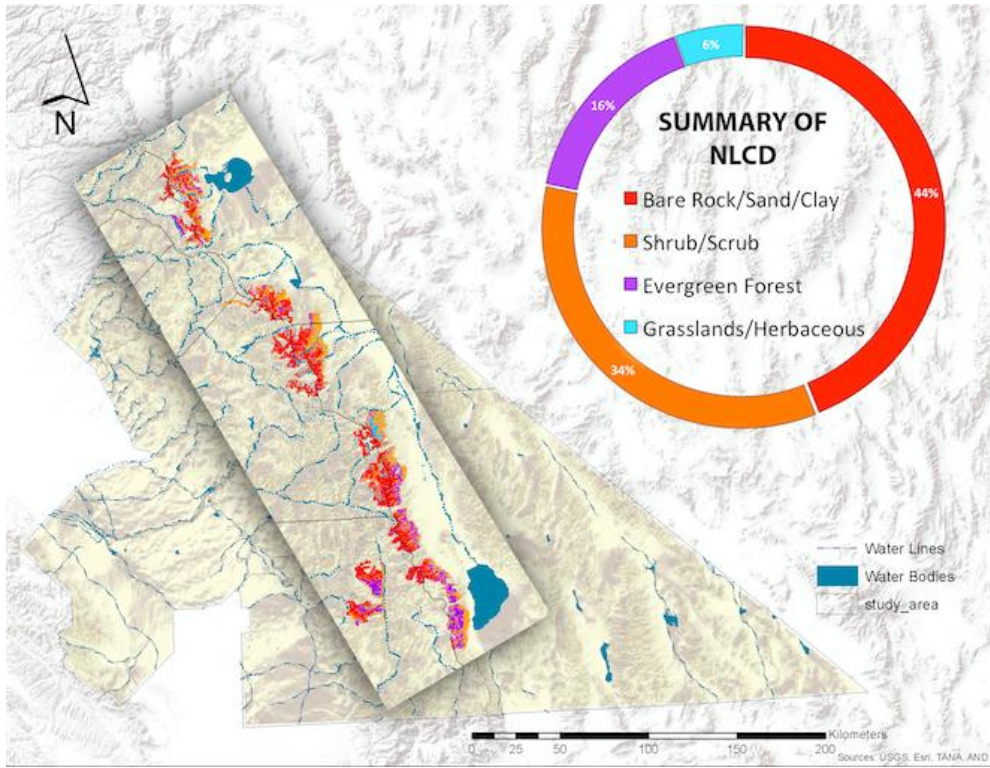 N
6%
16%
SUMMARY OF
NLCD
44%
Bare Rock/Sand/Clay
Shrub/Scrub
Evergreen Forest
Grasslands/Herbaceous
34%
Water Lines
Water Bodies
study_area
Kilometers
0 25 50 100 150 200
Sources: USGS, Esri, TANA, AND